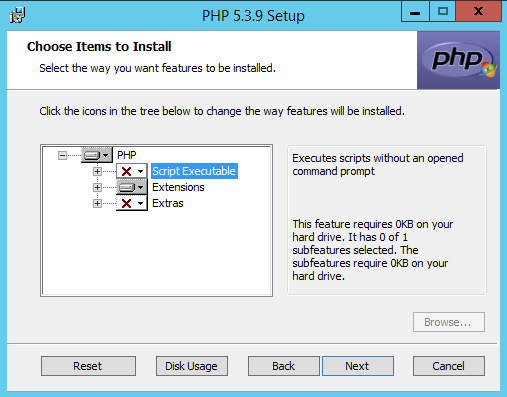 PHP 5.3.9 Setup
Choose Items to Install
Select the way you want features to be installed.
php
Click the icons in the tree below to change the way features will be installed.
PHP
Script Executable
Extensions
Extras
Executes scripts without an opened
command prompt
This feature requires 0KB on your
hard drive. It has 0 of 1
subfeatures selected. The
subfeatures require 0KB on your
hard drive.
Browse...
Reset
Disk Usage
Back
Next
Cancel